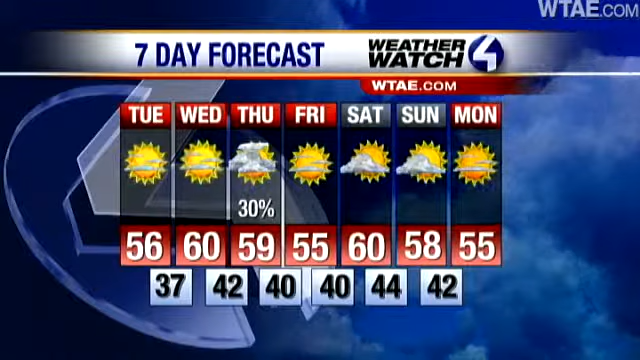 WTAE.COM
7 DAY FORECAST
WEATHER WATCH 4
WTAE.COM
TUE WED THU FRI SAT SUN MON
30%
56 60 59 55 60 58 55
37 42 40 40 44 42